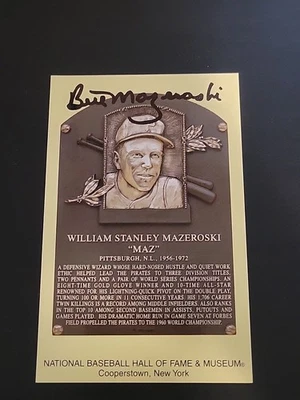 Bill Mazeroski
WILLIAM STANLEY MAZEROSKI
"MAZ"
PITTSBURGH, N.L., 1956-1972
A DEFENSIVE WIZARD WHOSE HARD-NOSED HUSTLE AND QUIET WORK
ETHIC HELPED LEAD THE PIRATES TO THREE DIVISION TITLES,
TWO PENNANTS AND A PAIR OF WORLD SERIES CHAMPIONSHIPS. AN
EIGHT-TIME GOLD GLOVE WINNER AND 10-TIME ALL-STAR
RENOWNED FOR HIS LIGHTNING-QUICK PIVOT ON THE DOUBLE PLAY.
TURNING 100 OR MORE IN 11 CONSECUTIVE YEARS. HIS 1,706 CAREER
TWIN KILLINGS IS A RECORD AMONG MIDDLE INFIELDERS. ALSO RANKS
IN THE TOP 10 AMONG SECOND BASEMEN IN ASSISTS, PUTOUTS AND
GAMES PLAYED. HIS DRAMATIC HOME RUN IN GAME SEVEN AT FORBES
FIELD PROPELLED THE PIRATES TO THE 1960 WORLD CHAMPIONSHIP.
NATIONAL BASEBALL HALL OF FAME & MUSEUM®
Cooperstown, New York